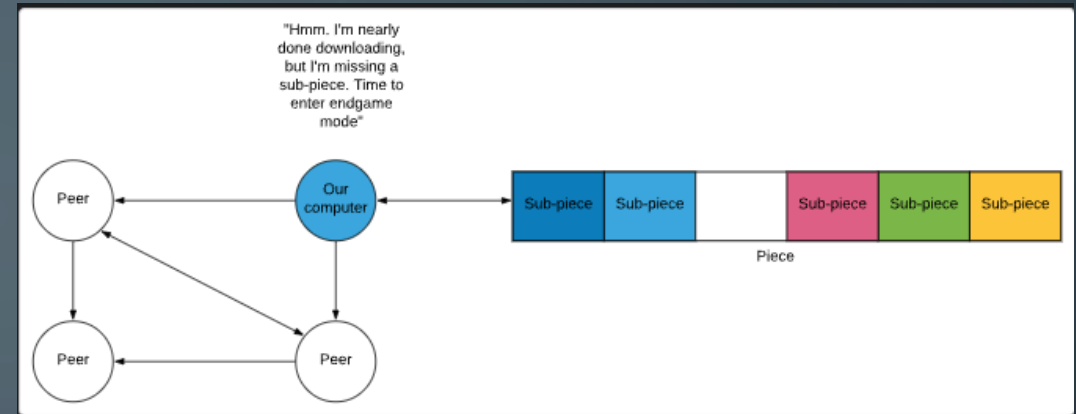 "Hmm. I'm nearly
done downloading,
but I'm missing a
sub-piece. Time to
enter endgame
mode"
Peer
Our
computer
Sub-piece
Sub-piece
Sub-piece
Sub-piece
Sub-piece
Piece
Peer
Peer